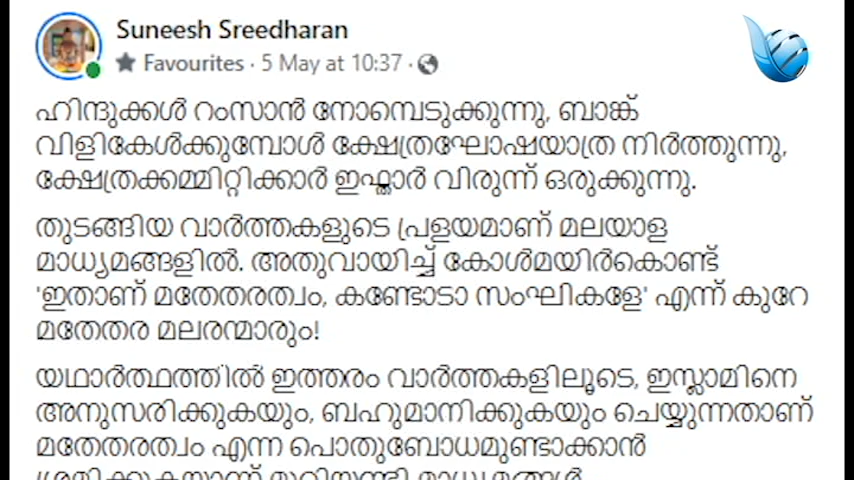 Suneesh Sreedharan
Favourites · 5 May at 10:37 ·
ഹിന്ദുക്കൾ റംസാൻ നോമ്പെടുക്കുന്നു, ബാങ്ക്
വിളികേൾക്കുമ്പോൾ ക്ഷേത്രഘോഷയാത്ര നിർത്തുന്നു,
ക്ഷേത്രക്കമ്മിറ്റിക്കാർ ഇഫ്താർ വിരുന്ന് ഒരുക്കുന്നു.
തുടങ്ങിയ വാർത്തകളുടെ പ്രളയമാണ് മലയാള
മാധ്യമങ്ങളിൽ. അതുവായിച്ച് കോൾമയിർകൊണ്ട്
'ഇതാണ് മതേതരത്വം, കണ്ടോടാ സംഘികളേ' എന്ന് കുറേ
മതേതര മലരന്മാരും!
യഥാർത്ഥത്തിൽ ഇത്തരം വാർത്തകളിലൂടെ, ഇസ്ലാമിനെ
അനുസരിക്കുകയും, ബഹുമാനിക്കുകയും ചെയ്യുന്നതാണ്
മതേതരത്വം എന്ന പൊതുബോധമുണ്ടാക്കാൻ